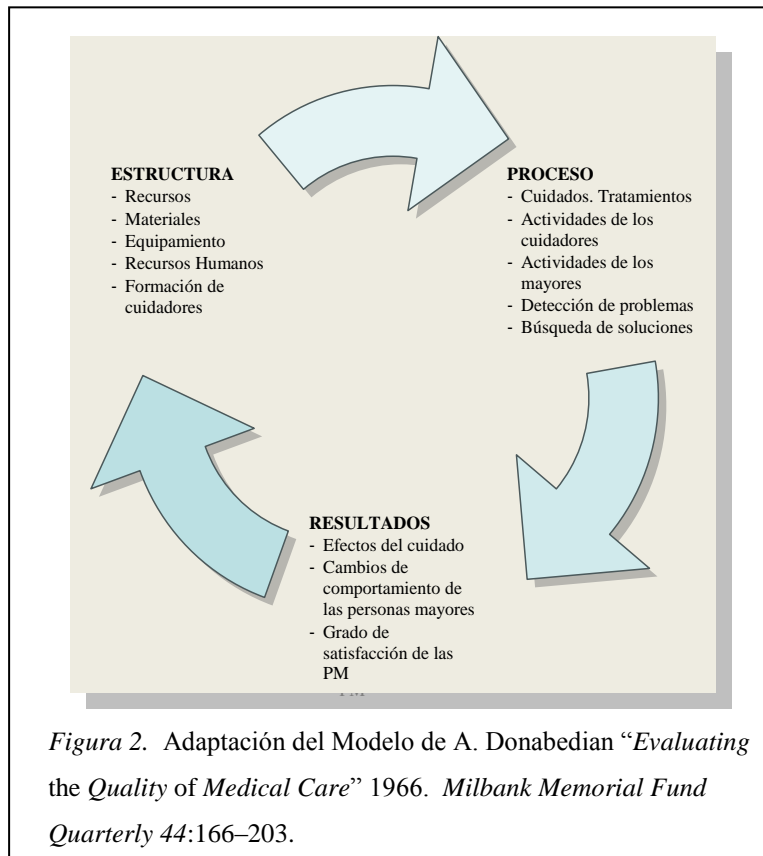 ESTRUCTURA
- Recursos
- Materiales
- Equipamiento
- Recursos Humanos
- Formación de
cuidadores
PROCESO
- Cuidados. Tratamientos
- Actividades de los
cuidadores
- Actividades de los
mayores
- Detección de problemas
- Búsqueda de soluciones
RESULTADOS
- Efectos del cuidado
- Cambios de
comportamiento de
las personas mayores
- Grado de
satisfacción de las
PM
Figura 2. Adaptación del Modelo de A. Donabedian “Evaluating
the Quality of Medical Care” 1966. Milbank Memorial Fund
Quarterly 44:166–203.